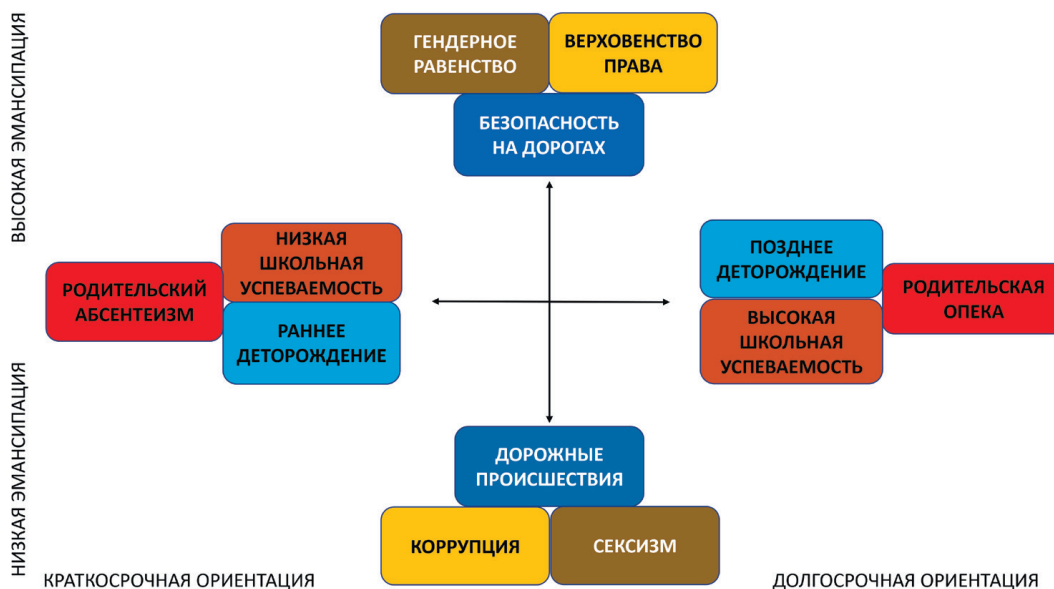 ВЫСОКАЯ ЭМАНСИПАЦИЯ
ГЕНДЕРНОЕ
РАВЕНСТВО
ВЕРХОВЕНСТВО
ПРАВА
БЕЗОПАСНОСТЬ
НА ДОРОГАХ
РОДИТЕЛЬСКИЙ
АБСЕНТЕИЗМ
НИЗКАЯ
ШКОЛЬНАЯ
УСПЕВАЕМОСТЬ
РАННЕЕ
ДЕТОРОЖДЕНИЕ
ПОЗДНЕЕ
ДЕТОРОЖДЕНИЕ
ВЫСОКАЯ
ШКОЛЬНАЯ
УСПЕВАЕМОСТЬ
РОДИТЕЛЬСКАЯ
ОПЕКА
НИЗКАЯ ЭМАНСИПАЦИЯ
ДОРОЖНЫЕ
ПРОИСШЕСТВИЯ
КОРРУПЦИЯ
СЕКСИЗМ
КРАТКОСРОЧНАЯ ОРИЕНТАЦИЯ
ДОЛГОСРОЧНАЯ ОРИЕНТАЦИЯ